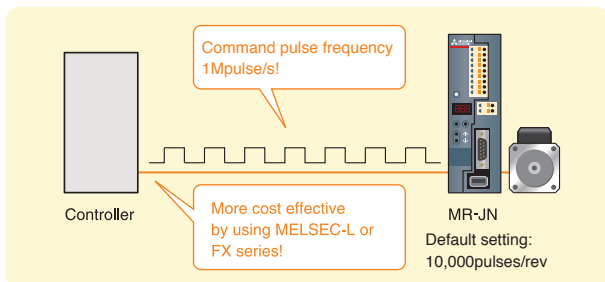 Command pulse frequency
1Mpulse/s!
Controller
More cost effective
by using MELSEC-L or
FX series!
MR-JN
Default setting:
10,000pulses/rev